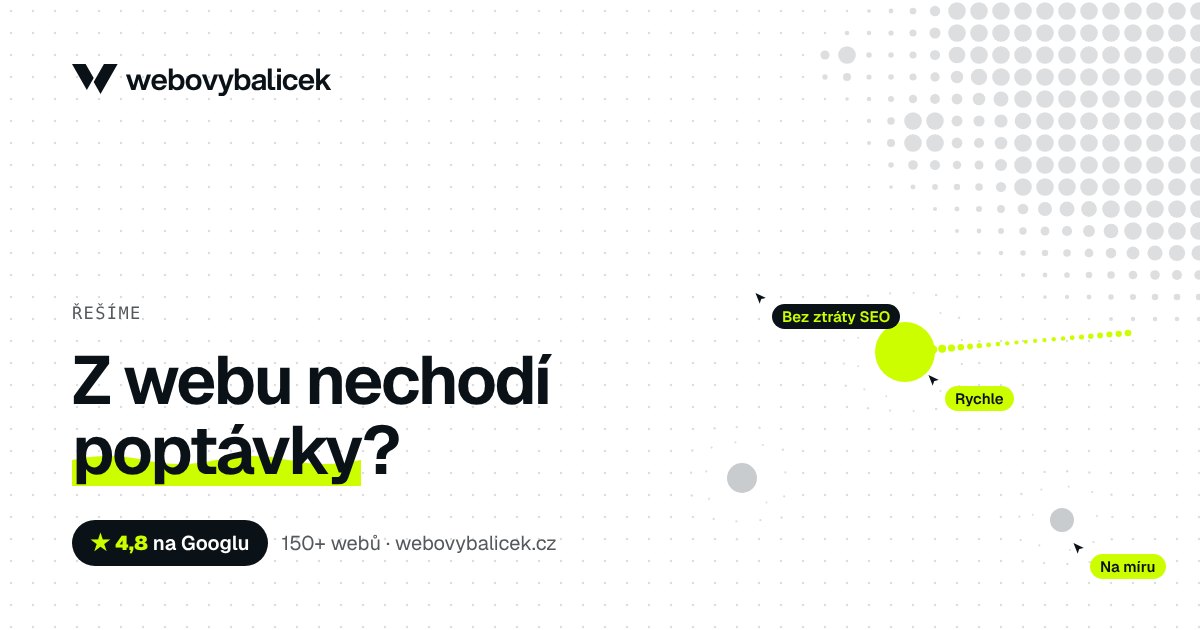 webovybalicek
ŘEŠÍME
Z webu nechodí
poptávky?
★ 4,8 na Googlu
150+ webů · webovybalicek.cz
Bez ztráty SEO
Rychle
Na míru